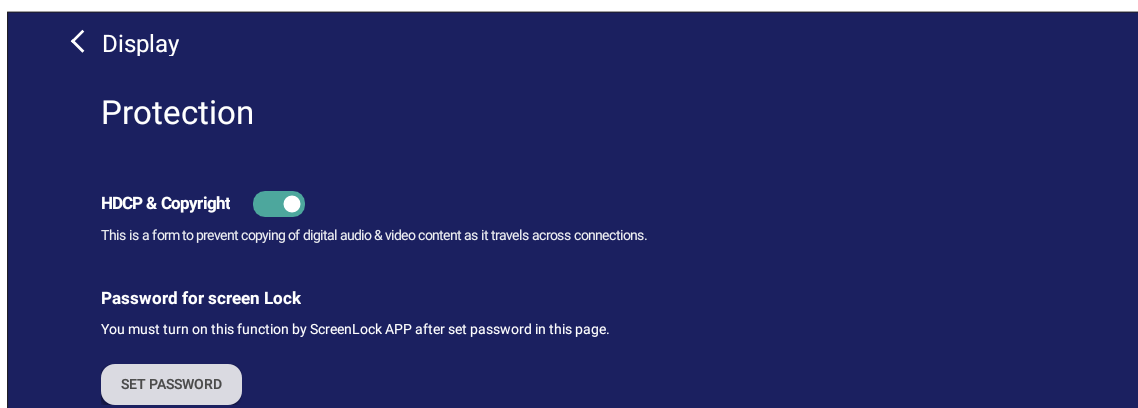 Display
Protection
HDCP & Copyright
This is a form to prevent copying of digital audio & video content as it travels across connections.
Password for screen Lock
You must turn on this function by ScreenLock APP after set password in this page.
SET PASSWORD